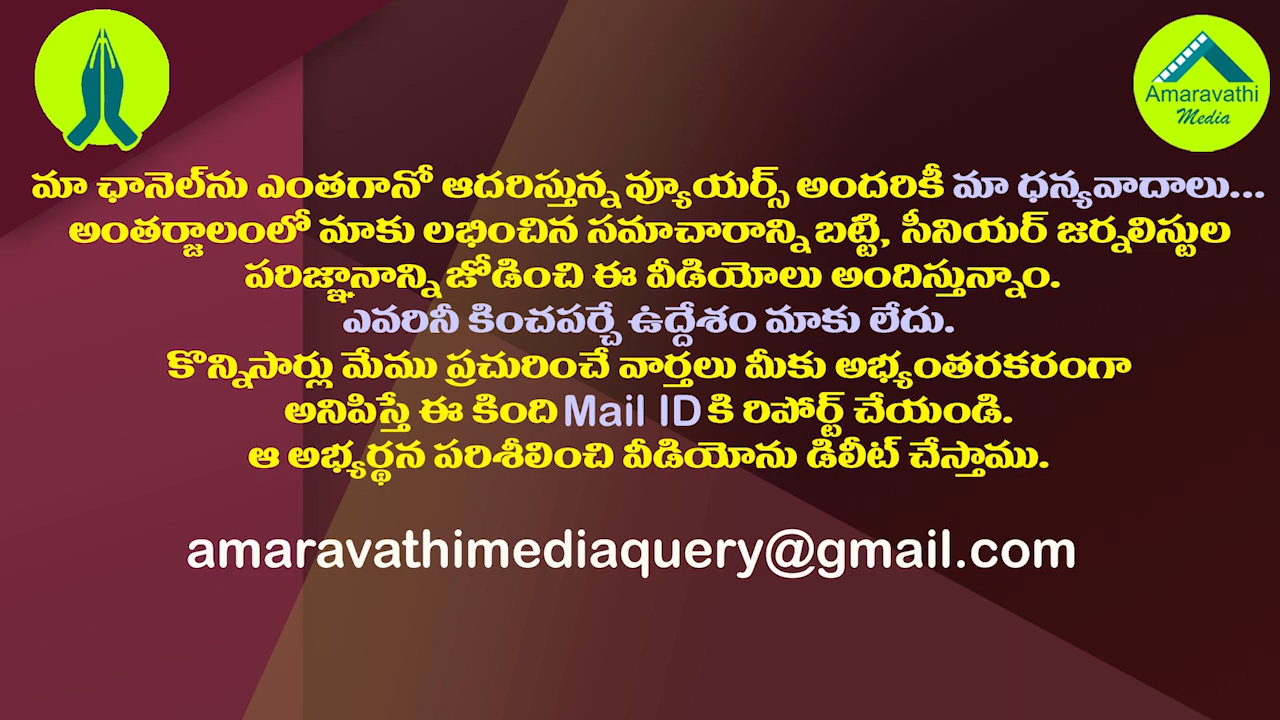 Amaravathi
Media
మా ఛానెల్‌ను ఎంతగానో ఆదరిస్తున్న వ్యూయర్స్ అందరికీ మా ధన్యవాదాలు...
అంతర్జాలంలో మాకు లభించిన సమాచారాన్ని బట్టి, సీనియర్ జర్నలిస్టుల
పరిజ్ఞానాన్ని జోడించి ఈ వీడియోలు అందిస్తున్నాం.
ఎవరినీ కించపర్చే ఉద్దేశం మాకు లేదు.
కొన్నిసార్లు మేము ప్రచురించే వార్తలు మీకు అభ్యంతరకరంగా
అనిపిస్తే ఈ కింది Mail ID కి రిపోర్ట్ చేయండి.
ఆ అభ్యర్థన పరిశీలించి వీడియోను డిలీట్ చేస్తాము.
amaravathimediaquery@gmail.com